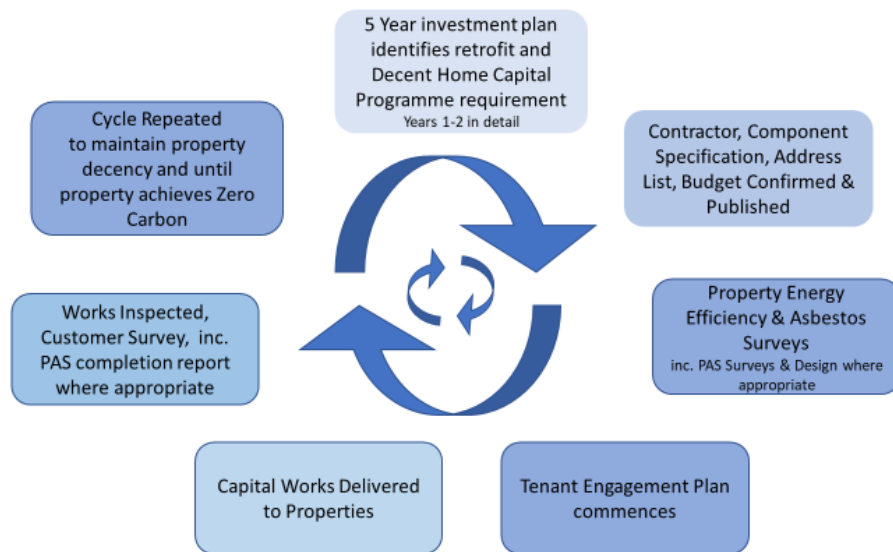 5 Year investment plan
identifies retrofit and
Decent Home Capital
Programme requirement
Years 1-2 in detail
Contractor, Component
Specification, Address
List, Budget Confirmed &
Published
Property Energy
Efficiency & Asbestos
Surveys
inc. PAS Surveys & Design where
appropriate
Tenant Engagement Plan
commences
Capital Works Delivered
to Properties
Works Inspected,
Customer Survey, inc.
PAS completion report
where appropriate
Cycle Repeated
to maintain property
decency and until
property achieves Zero
Carbon